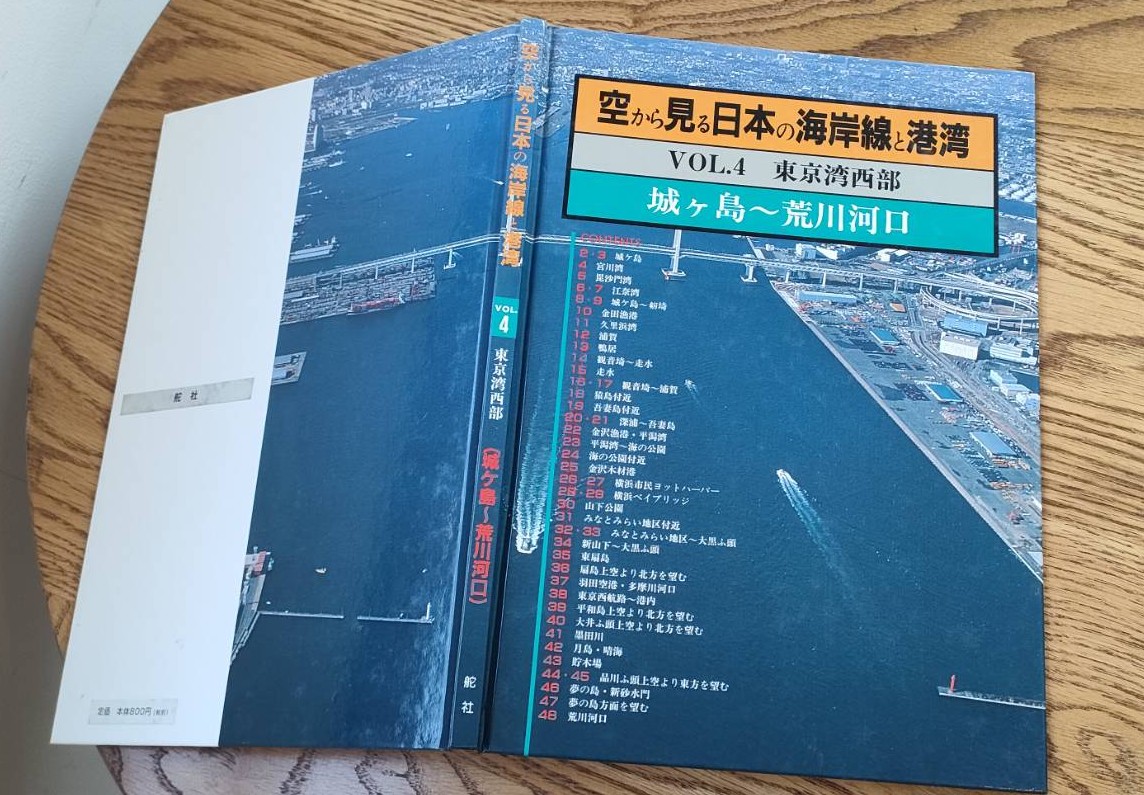 空から見る日本の海岸線と港湾
VOL.4 東京湾西部
城ヶ島～荒川河口
CONTENTS
2・3 城ケ島
4 宮川湾
5 毘沙門湾
6・7 江奈湾
8・9 城ケ島～剱埼
10 金田漁港
11 久里浜湾
12 浦賀
13 鴨居
14 観音埼～走水
15 走水
16・17 観音埼～浦賀
18 猿島付近
19 吾妻島付近
20・21 深浦～吾妻島
22 金沢漁港・平潟湾
23 平潟湾～海の公園
24 海の公園付近
25 金沢木材港
26・27 横浜市民ヨットハーバー
28・29 横浜ベイブリッジ
30 山下公園
31 みなとみらい地区付近
32・33 みなとみらい地区～大黒ふ頭
34 新山下～大黒ふ頭
35 東扇島
36 扇島上空より北方を望む
37 羽田空港・多摩川河口
38 東京西航路～港内
39 平和島上空より北方を望む
40 大井ふ頭上空より北方を望む
41 墨田川
42 月島・晴海
43 貯木場
44・45 品川ふ頭上空より東方を望む
46 夢の島・新砂水門
47 夢の島方面を望む
48 荒川河口
空から見る日本の海岸線と港湾
VOL.
4
東京湾西部
(城ケ島～荒川河口)
舵社
舵社
定価 本体800円(税別)